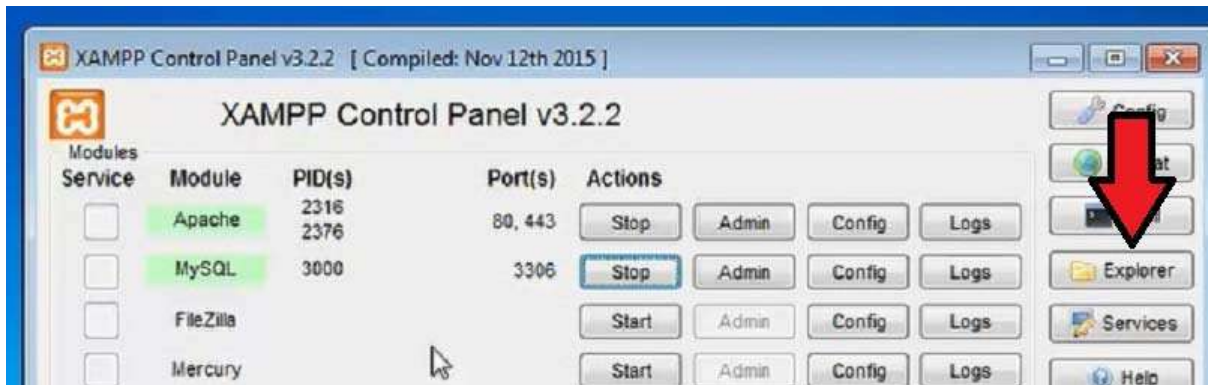 XAMPP Control Panel v3.2.2 [ Compiled: Nov 12th 2015 ]
XAMPP Control Panel v3.2.2
Modules
Service Module PID(s) Port(s) Actions
Apache 2316 2376 80, 443 Stop Admin Config Logs
MySQL 3000 3306 Stop Admin Config Logs
FileZilla Start Admin Config Logs
Mercury Start Admin Config Logs
Config
Explorer
Services
Help